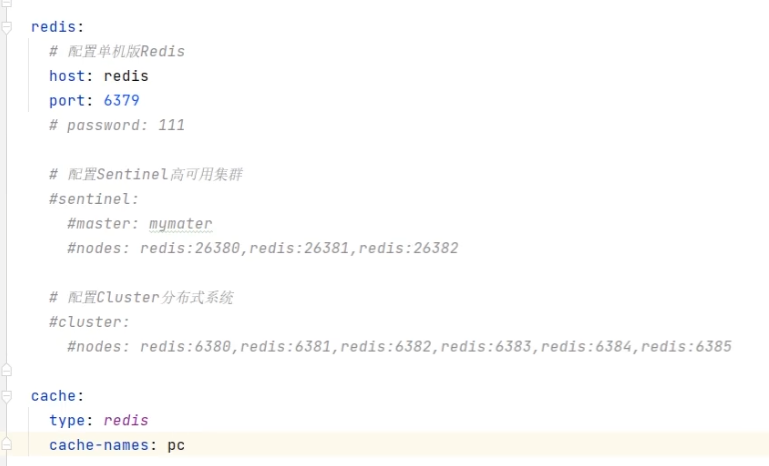 redis:
# 配置单机版Redis
host: redis
port: 6379
# password: 111
# 配置Sentinel高可用集群
#sentinel:
#master: mymater
#nodes: redis:26380,redis:26381,redis:26382
# 配置Cluster分布式系统
#cluster:
#nodes: redis:6380,redis:6381,redis:6382,redis:6383,redis:6384,redis:6385
cache:
type: redis
cache-names: pc